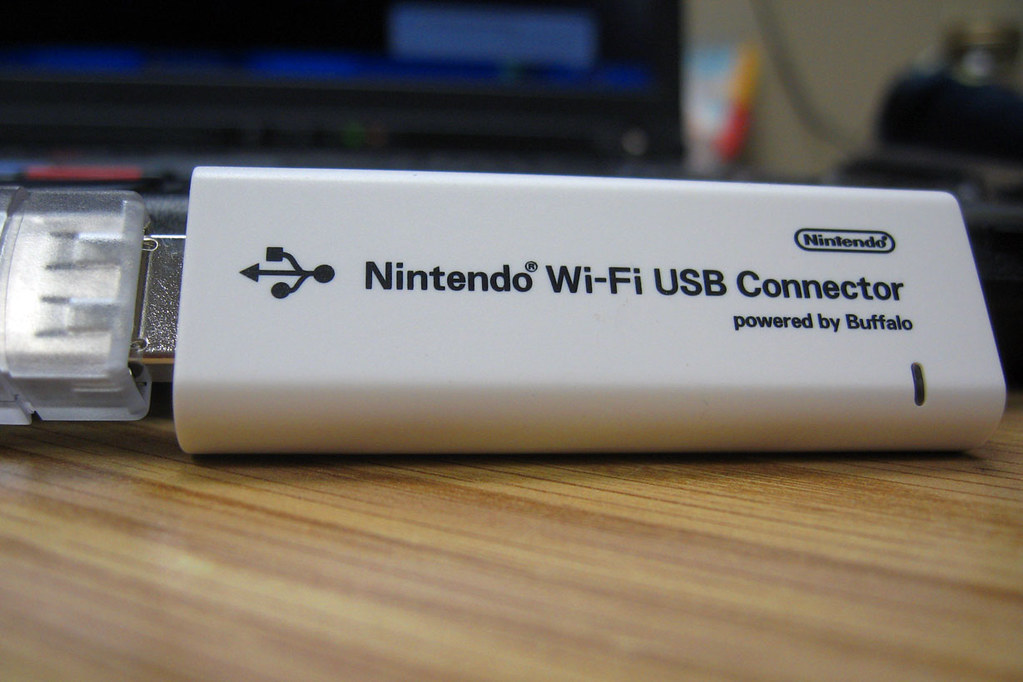 Nintendo
Nintendo® Wi-Fi USB Connector
powered by Buffalo